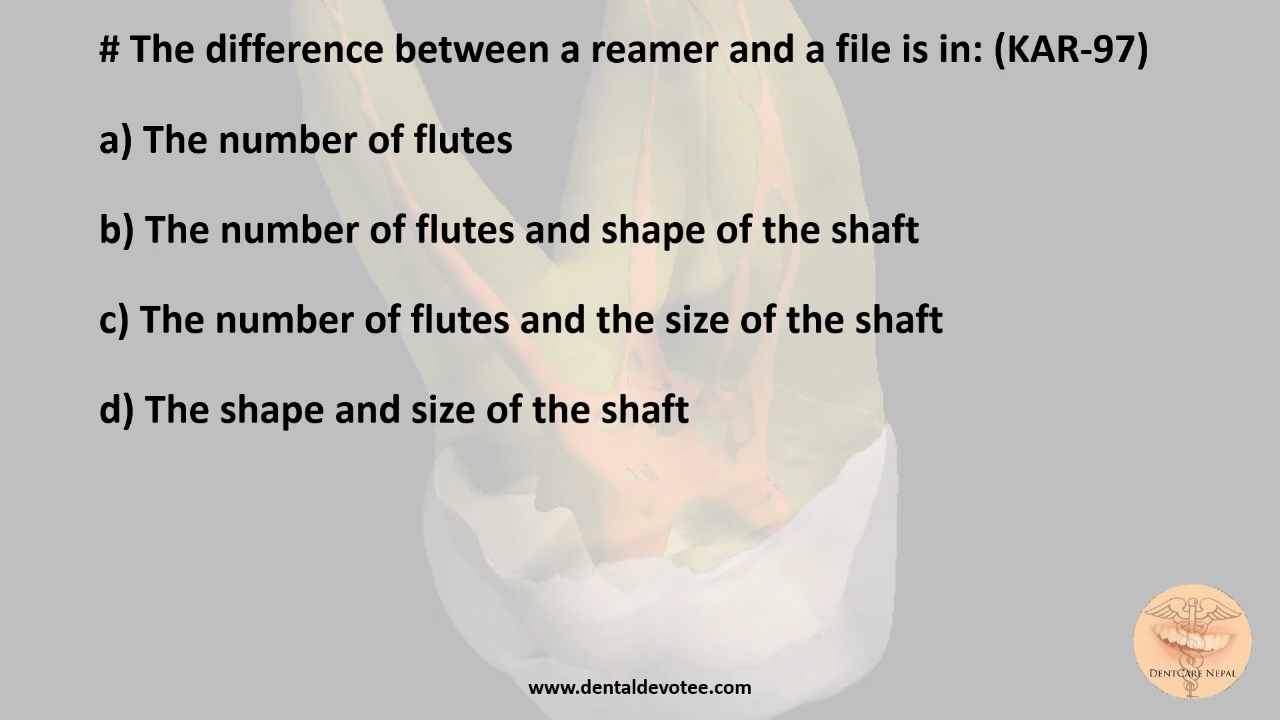 # The difference between a reamer and a file is in: (KAR-97)
a) The number of flutes
b) The number of flutes and shape of the shaft
c) The number of flutes and the size of the shaft
d) The shape and size of the shaft
DENTCARE NEPAL
www.dentaldevotee.com